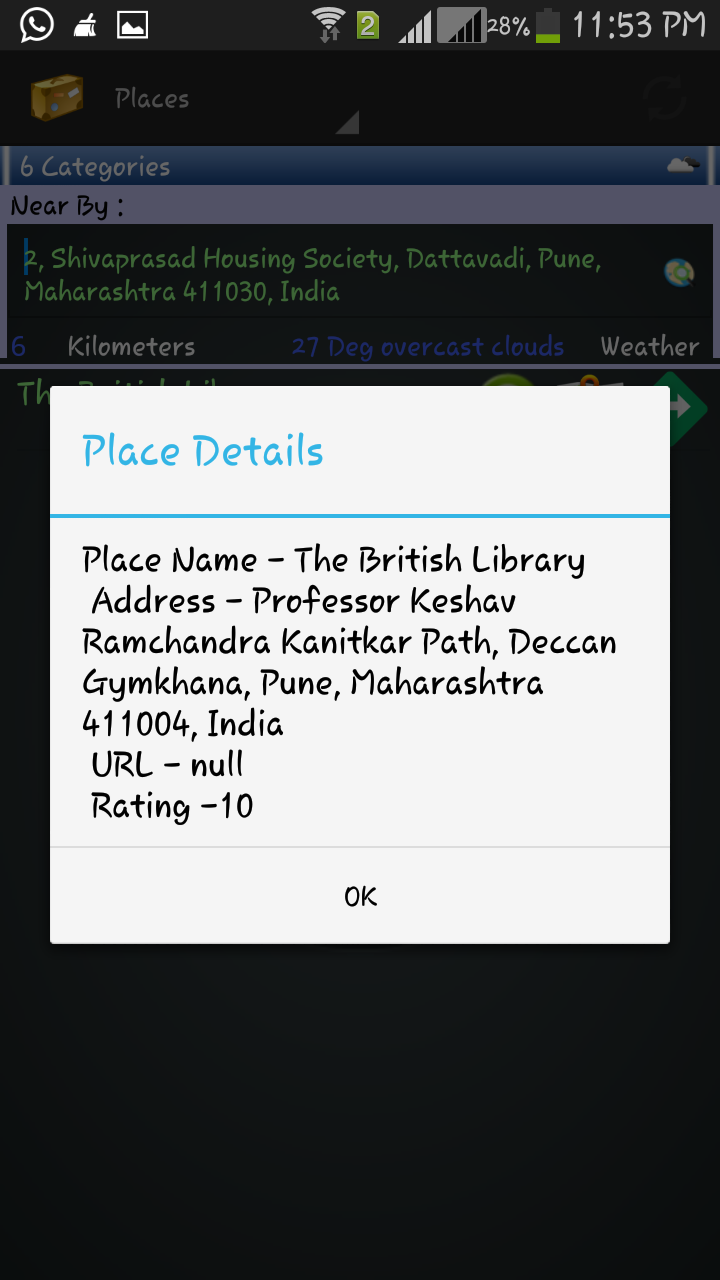 2 28% 11:53 PM
Places
6 Categories
Near By :
2, Shivaprasad Housing Society, Dattavadi, Pune,
Maharashtra 411030, India
6 Kilometers 27 Deg overcast clouds Weather
The British
Place Details
Place Name - The British Library
Address - Professor Keshav
Ramchandra Kanitkar Path, Deccan
Gymkhana, Pune, Maharashtra
411004, India
URL - null
Rating -10
OK